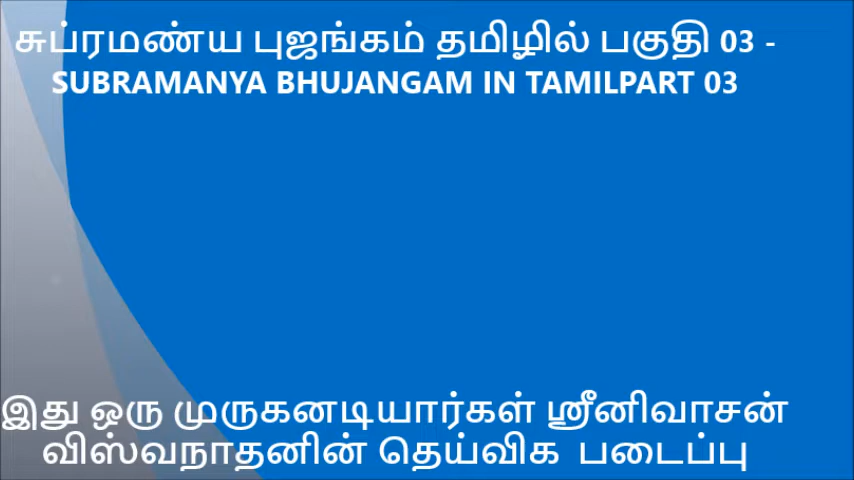 சுப்ரமண்ய புஜங்கம் தமிழில் பகுதி 03 -
SUBRAMANYA BHUJANGAM IN TAMILPART 03
இது ஒரு முருகனடியார்கள் ஸ்ரீனிவாசன்
விஸ்வநாதனின் தெய்விக படைப்பு